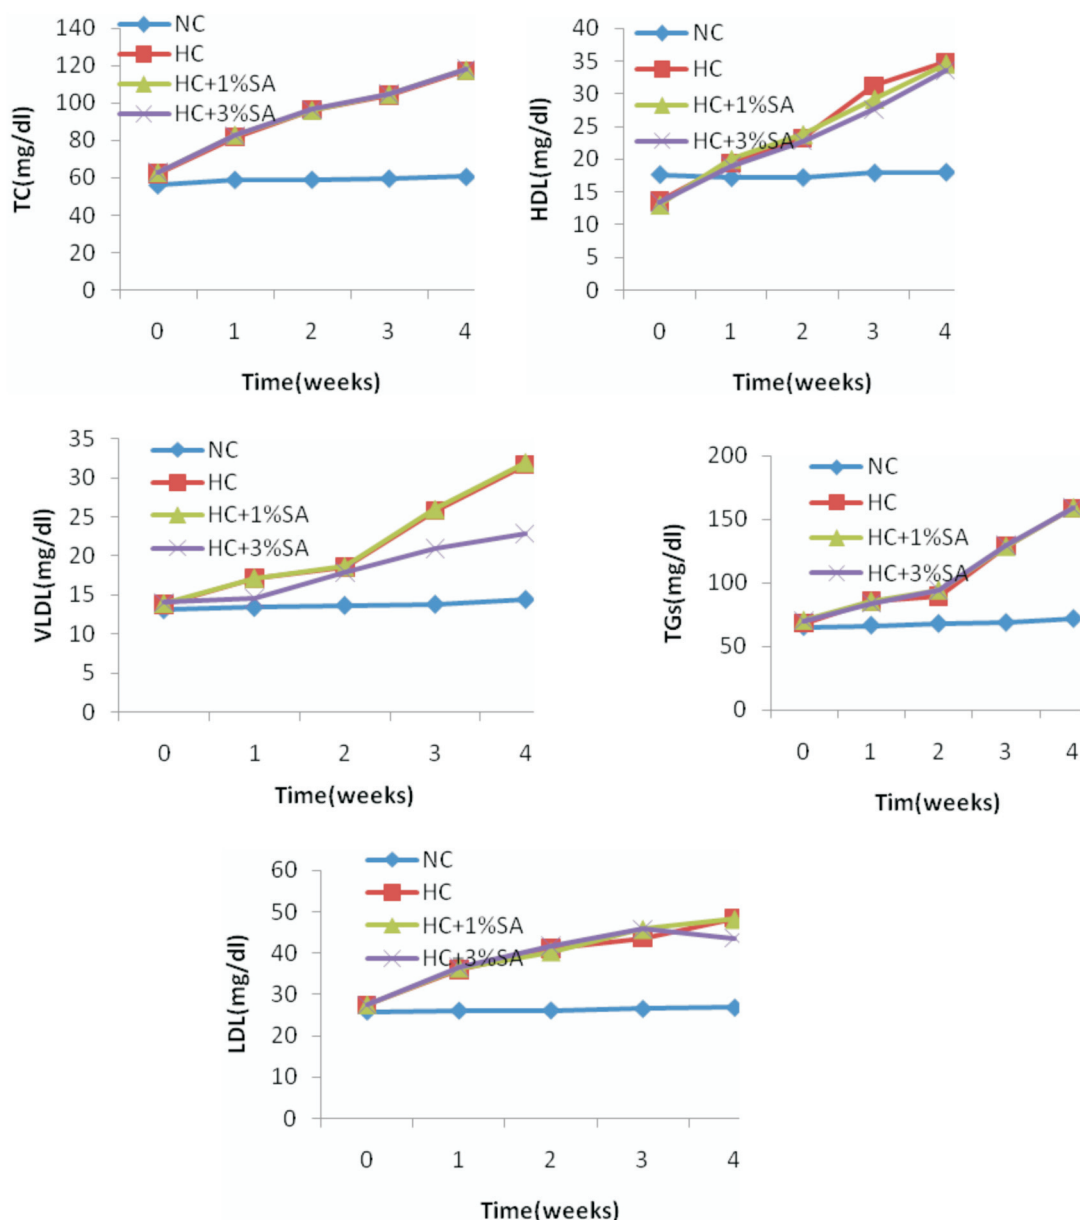 TC(mg/dl)
140
120
100
80
60
40
20
0
NC
HC
HC+1%SA
HC+3%SA
0 1 2 3 4
Time(weeks)
HDL(mg/dl)
40
35
30
25
20
15
10
5
0
NC
HC
HC+1%SA
HC+3%SA
0 1 2 3 4
Time(weeks)
VLDL(mg/dl)
35
30
25
20
15
10
5
0
NC
HC
HC+1%SA
HC+3%SA
0 1 2 3 4
Time(weeks)
TGs(mg/dl)
200
150
100
50
0
NC
HC
HC+1%SA
HC+3%SA
0 1 2 3 4
Tim(weeks)
LDL(mg/dl)
60
50
40
30
20
10
0
NC
HC
HC+1%SA
HC+3%SA
0 1 2 3 4
Time(weeks)